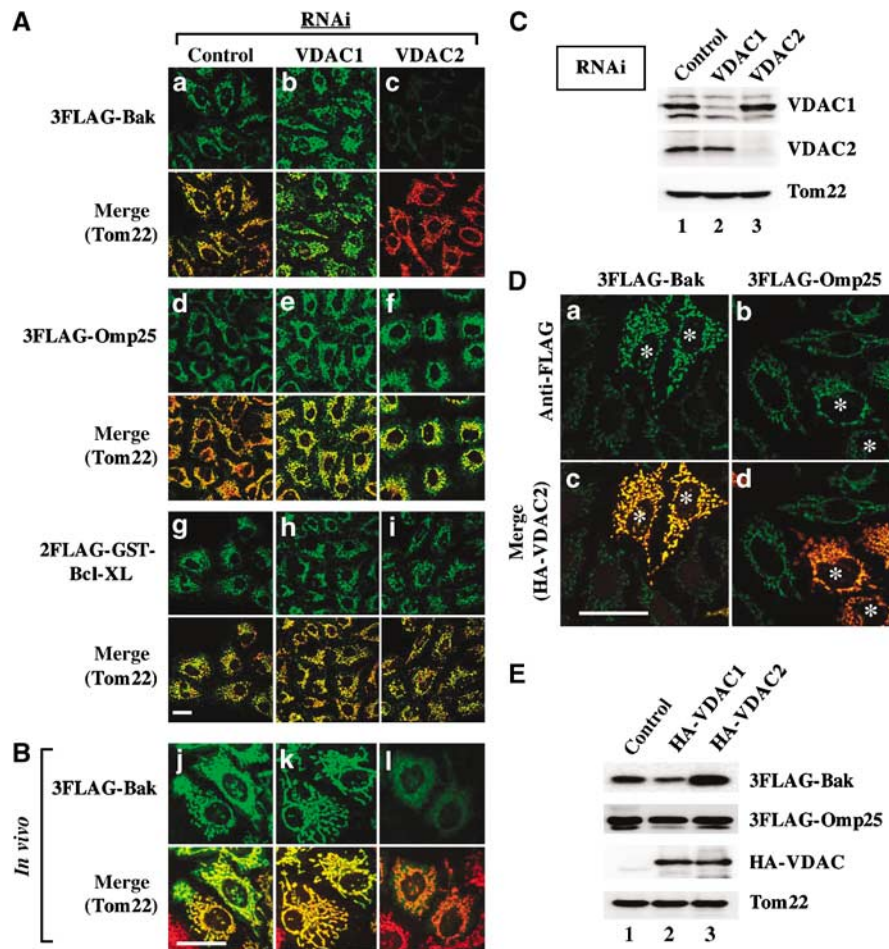 A
RNAi
Control VDAC1 VDAC2
a b c
3FLAG-Bak
Merge
(Tom22)
d e f
3FLAG-Omp25
Merge
(Tom22)
g h i
2FLAG-GST-
Bcl-XL
Merge
(Tom22)
B
In vivo
j k l
3FLAG-Bak
Merge
(Tom22)
C
RNAi
Control VDAC1 VDAC2
VDAC1
VDAC2
Tom22
1 2 3
D
3FLAG-Bak 3FLAG-Omp25
Anti-FLAG
a b
* * * *
Merge
(HA-VDAC2)
c d
* * * *
E
Control HA-VDAC1 HA-VDAC2
3FLAG-Bak
3FLAG-Omp25
HA-VDAC
Tom22
1 2 3